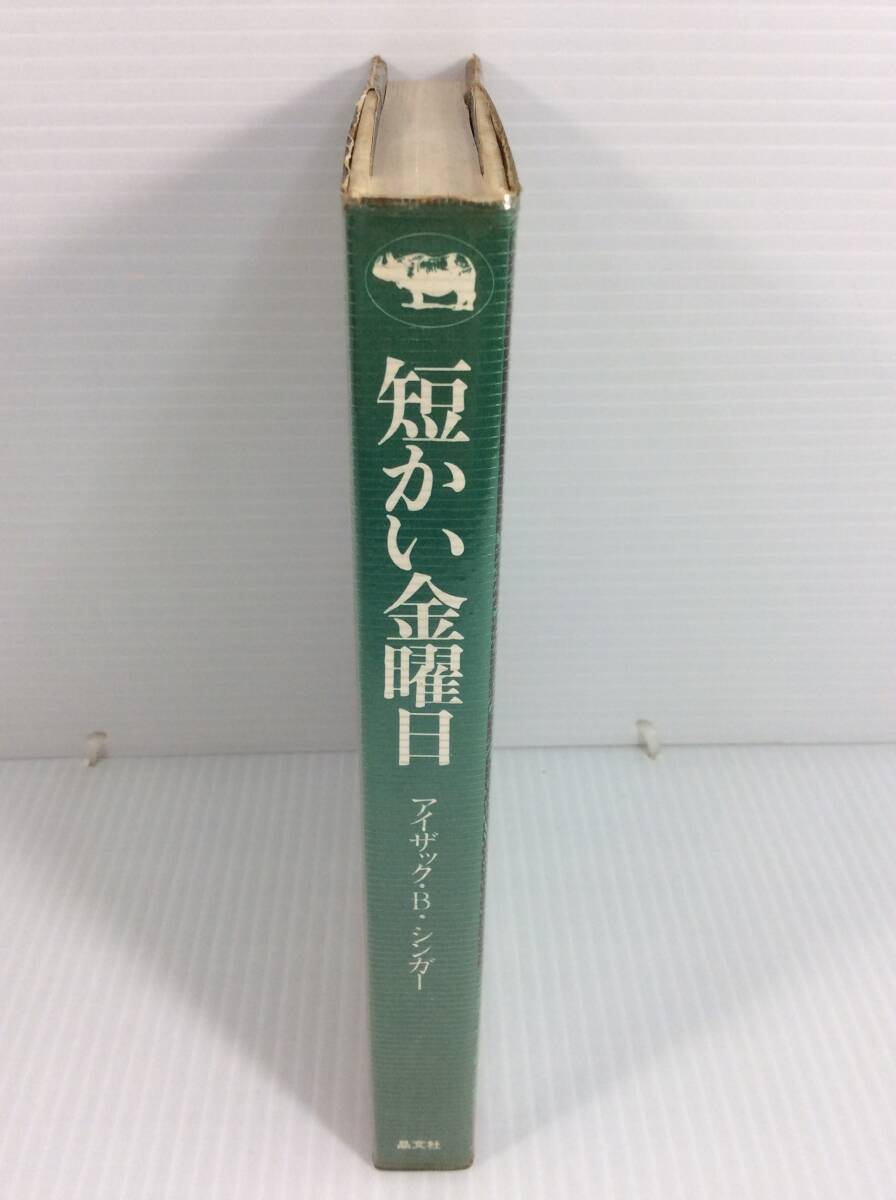 短かい金曜日
アイザック・B・シンガー
晶文社